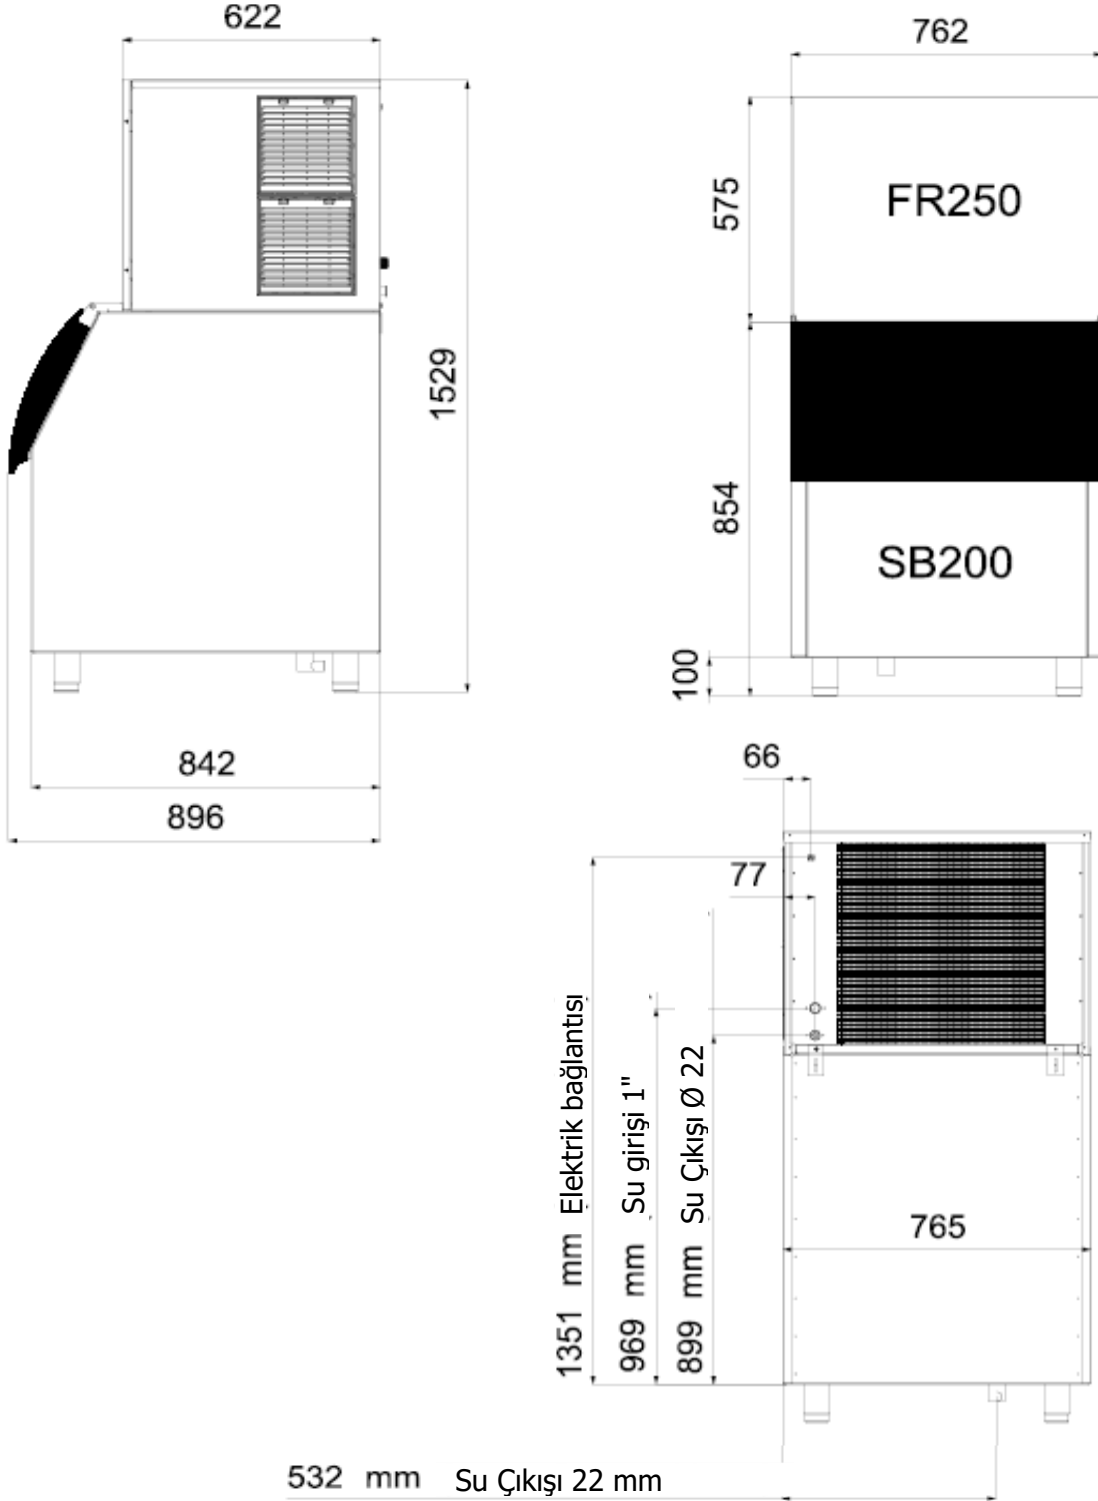 622
762
575
FR250
1529
854
SB200
100
842
896
66
77
1351 mm Elektrik bağlantısı
969 mm Su girişi 1"
899 mm Su Çıkışı Ø 22
765
532 mm Su Çıkışı 22 mm